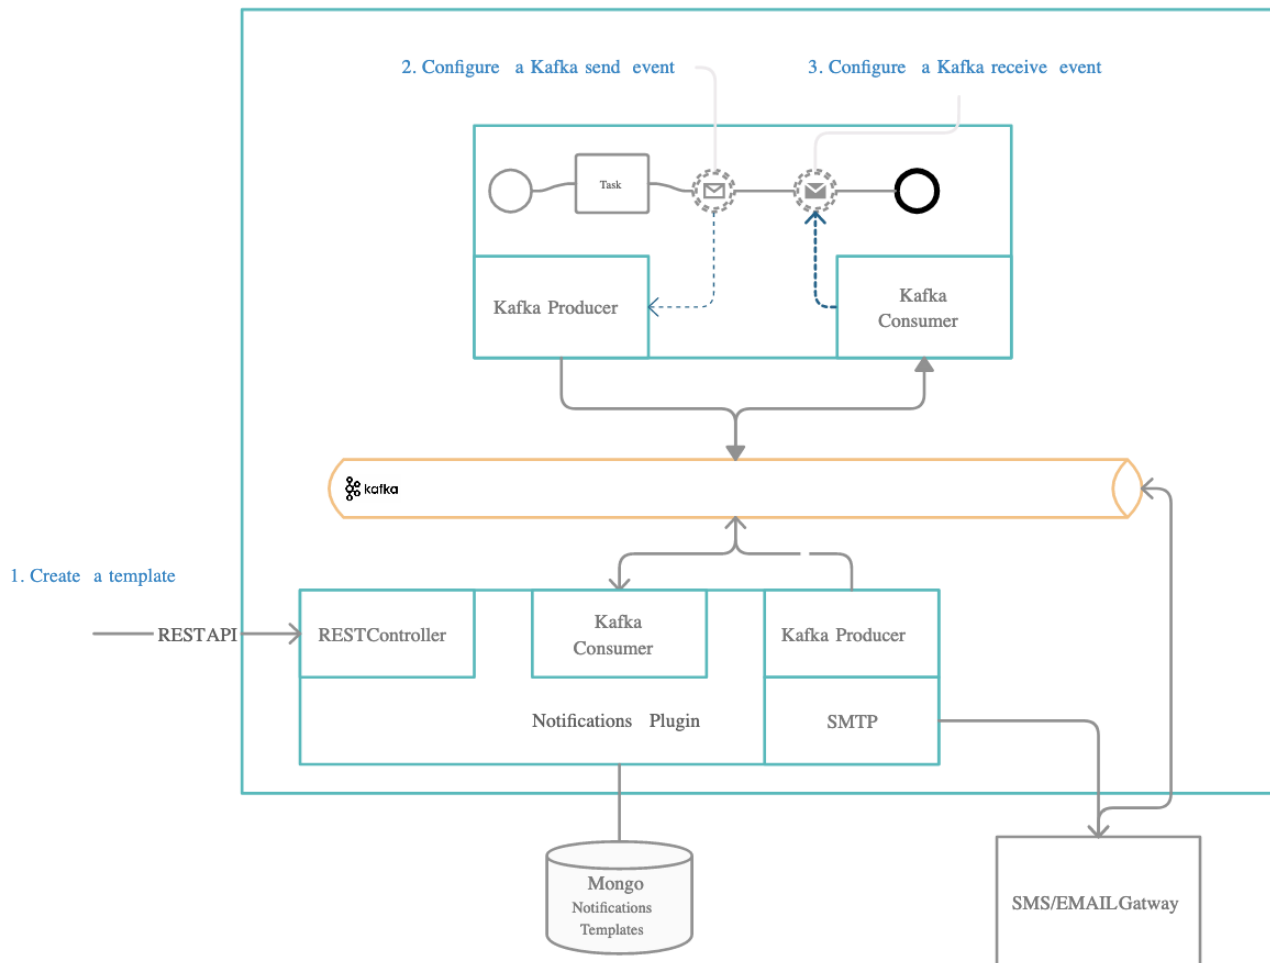 2. Configure a Kafka send event
3. Configure a Kafka receive event
Task
Kafka Producer
Kafka
Consumer
kafka
1. Create a template
RESTAPI
RESTController
Kafka
Consumer
Kafka Producer
Notifications Plugin
SMTP
Mongo
Notifications
Templates
SMS/EMAILGatway